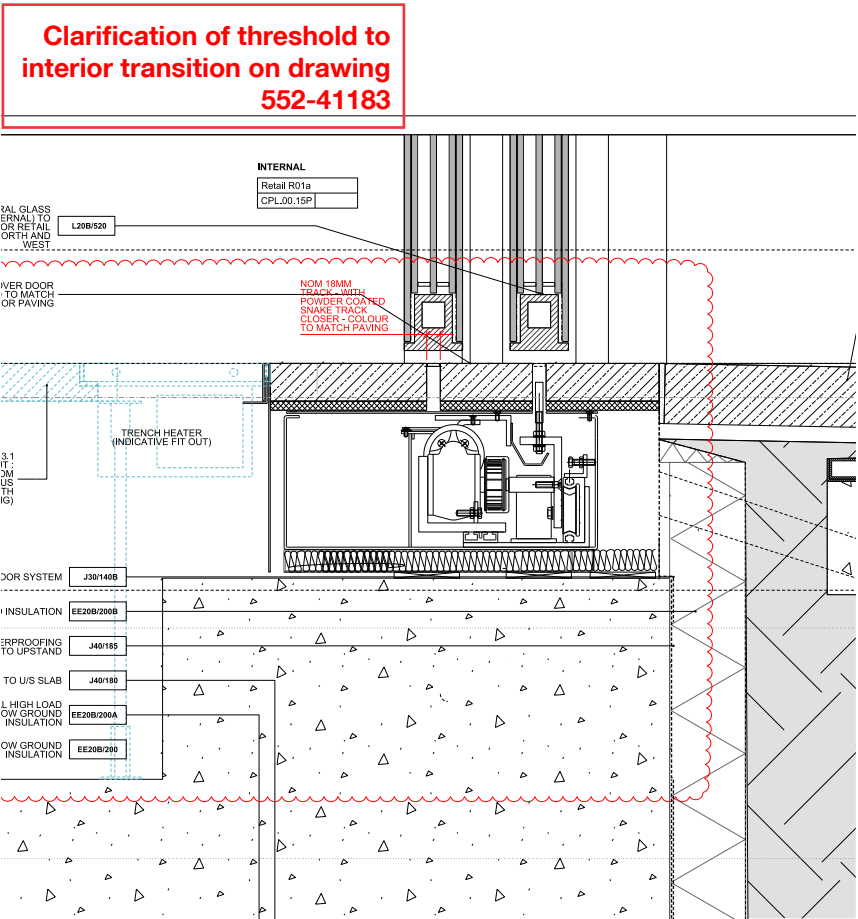 Clarification of threshold to
interior transition on drawing
552-41183
INTERNAL
Retail R01a
CPL.00.15P
RAL GLASS
ERNAL) TO
OR RETAIL
ORTH AND
WEST
L20B/520
OVER DOOR
TO MATCH
OR PAVING
NOM 18MM
TRACK - WITH
POWDER COATED
SNAKE TRACK
CLOSER - COLOUR
TO MATCH PAVING
TRENCH HEATER
(INDICATIVE FIT OUT)
3.1
IT :
OM
US
TH
IG)
OOR SYSTEM
J30/140B
INSULATION
EE20B/200B
ERPROOFING
TO UPSTAND
J40/185
TO U/S SLAB
J40/180
L HIGH LOAD
OW GROUND
INSULATION
EE20B/200A
OW GROUND
INSULATION
EE20B/200